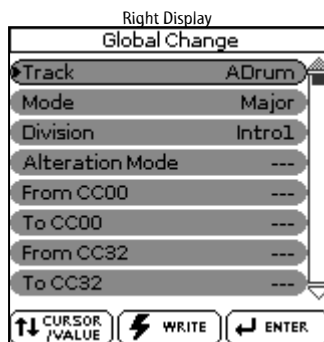 Right Display
Global Change
Track ADrum
Mode Major
Division Intro1
Alteration Mode ---
From CC00 ---
To CC00 ---
From CC32 ---
To CC32 ---
CURSOR /VALUE WRITE ENTER